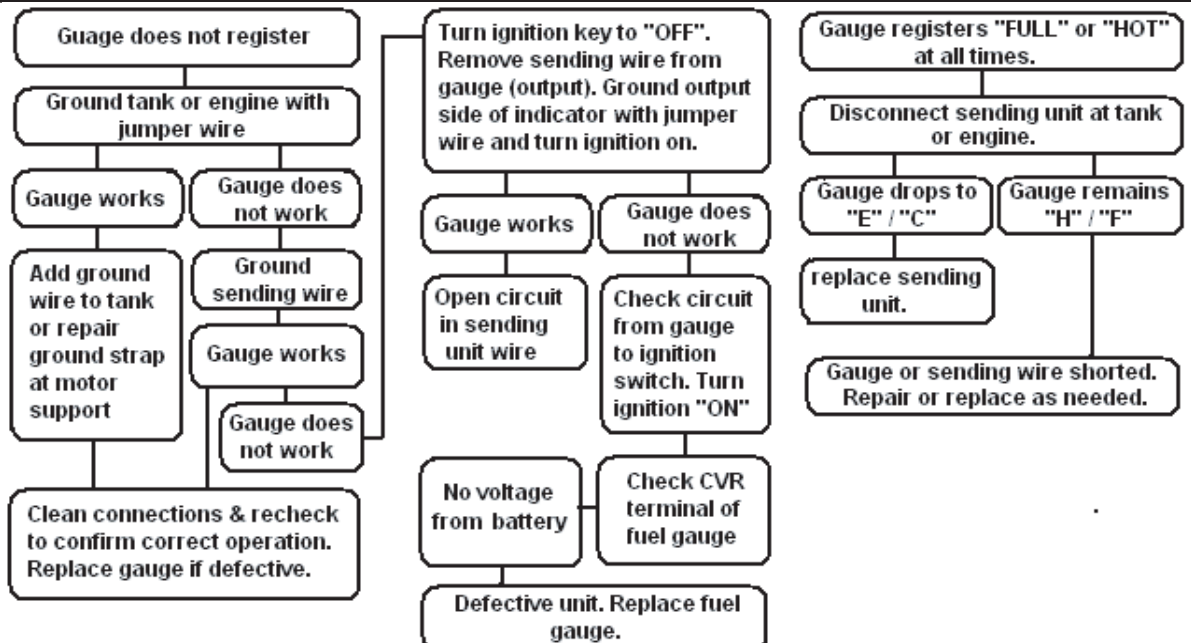 Guage does not register
Ground tank or engine with
jumper wire
Gauge works
Gauge does
not work
Add ground
wire to tank
or repair
ground strap
at motor
support
Ground
sending wire
Gauge works
Gauge does
not work
Clean connections & recheck
to confirm correct operation.
Replace gauge if defective.
Turn ignition key to "OFF".
Remove sending wire from
gauge (output). Ground output
side of indicator with jumper
wire and turn ignition on.
Gauge works
Gauge does
not work
Open circuit
in sending
unit wire
Check circuit
from gauge
to ignition
switch. Turn
ignition "ON"
No voltage
from battery
Check CVR
terminal of
fuel gauge
Defective unit. Replace fuel
gauge.
Gauge registers "FULL" or "HOT"
at all times.
Disconnect sending unit at tank
or engine.
Gauge drops to
"E" / "C"
Gauge remains
"H" / "F"
replace sending
unit.
Gauge or sending wire shorted.
Repair or replace as needed.